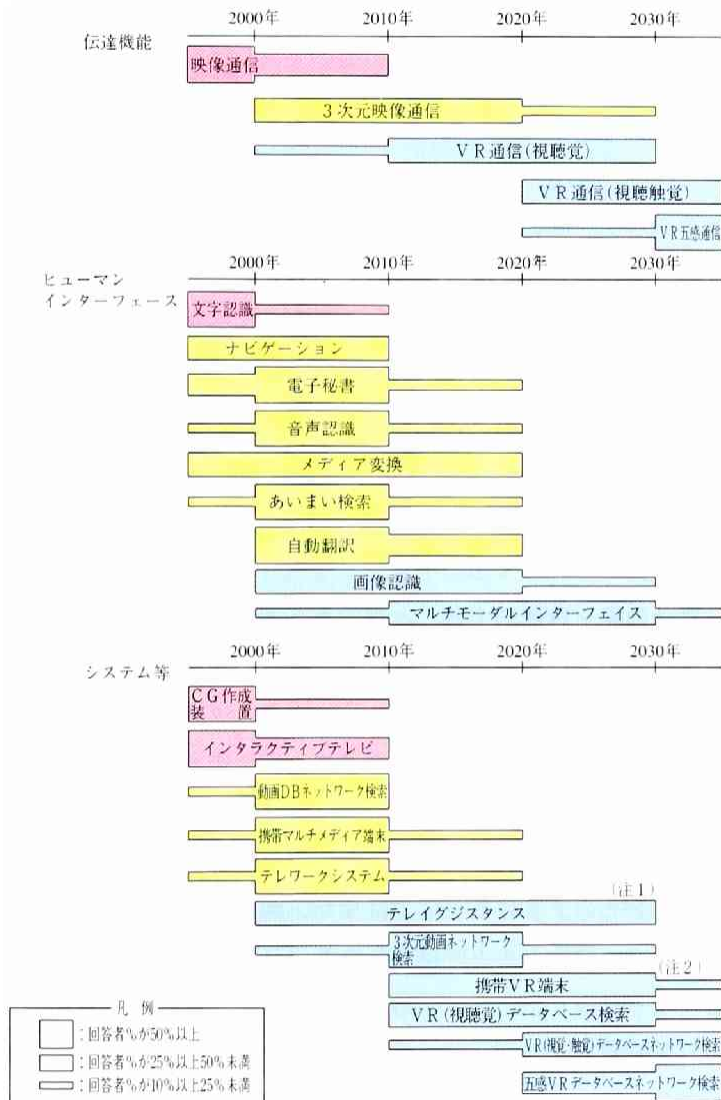 2000年 2010年 2020年 2030年
伝達機能
映像通信
3次元映像通信
VR通信(視聴覚)
VR通信(視聴触覚)
VR五感通信
2000年 2010年 2020年 2030年
ヒューマン
インターフェース
文字認識
ナビゲーション
電子秘書
音声認識
メディア変換
あいまい検索
自動翻訳
画像認識
マルチモーダルインターフェイス
2000年 2010年 2020年 2030年
システム等
CG作成
装置
インタラクティブテレビ
動画DBネットワーク検索
携帯マルチメディア端末
テレワークシステム
(注1)
テレイグジスタンス
3次元動画ネットワーク
検索
(注2)
携帯VR端末
VR(視聴覚)データベース検索
VR(視覚・触覚)データベースネットワーク検索
五感VRデータベースネットワーク検索
凡例
:回答者%が50%以上
:回答者%が25%以上50%未満
:回答者%が10%以上25%未満